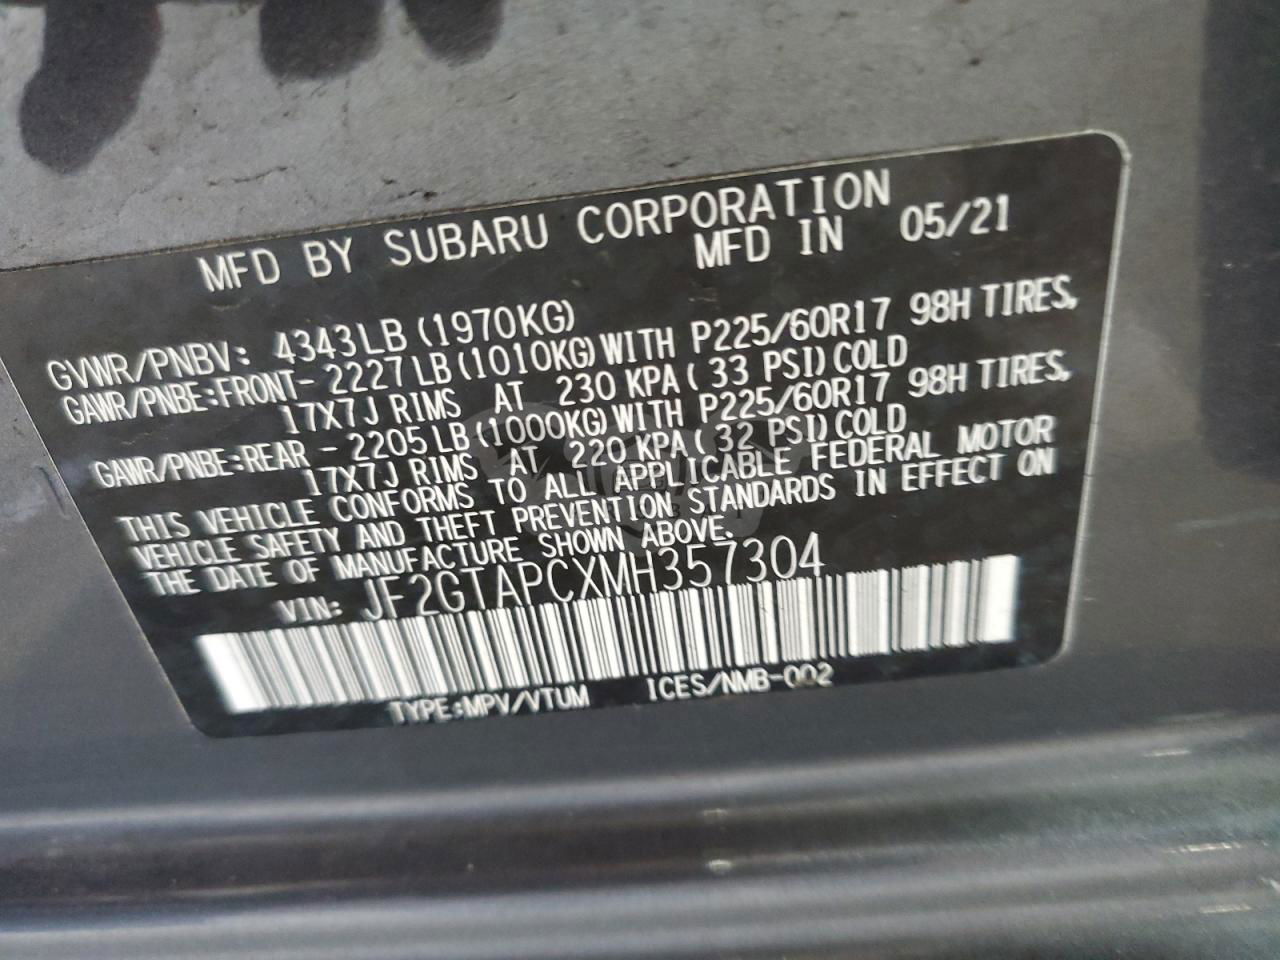 MFD BY SUBARU CORPORATION
MFD IN 05/21
GVWR/PNBV: 4343LB (1970KG)
GAWR/PNBE:FRONT- 2227LB (1010KG) WITH P225/60R17 98H TIRES,
17X7J RIMS AT 230 KPA ( 33 PSI) COLD
GAWR/PNBE:REAR - 2205LB (1000KG) WITH P225/60R17 98H TIRES,
17X7J RIMS AT 220 KPA ( 32 PSI) COLD
THIS VEHICLE CONFORMS TO ALL APPLICABLE FEDERAL MOTOR
VEHICLE SAFETY AND THEFT PREVENTION STANDARDS IN EFFECT ON
THE DATE OF MANUFACTURE SHOWN ABOVE.
VIN: JF2GTAPCXMH357304
TYPE:MPV/VTUM ICES/NMB-002